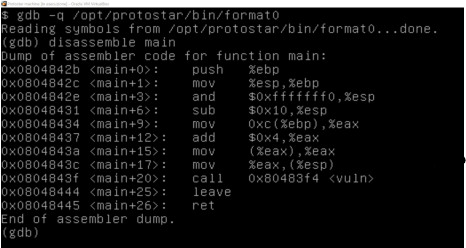 $ gdb -q /opt/protostar/bin/format0
Reading symbols from /opt/protostar/bin/format0...done.
(gdb) disassemble main
Dump of assembler code for function main:
0x0804842b <main+0>:    push   %ebp
0x0804842c <main+1>:    mov    %esp,%ebp
0x0804842e <main+3>:    and    $0xfffffff0,%esp
0x08048431 <main+6>:    sub    $0x10,%esp
0x08048434 <main+9>:    mov    0xc(%ebp),%eax
0x08048437 <main+12>:   add    $0x4,%eax
0x0804843a <main+15>:   mov    (%eax),%eax
0x0804843c <main+17>:   mov    %eax,(%esp)
0x0804843f <main+20>:   call   0x80483f4 <vuln>
0x08048444 <main+25>:   leave
0x08048445 <main+26>:   ret
End of assembler dump.
(gdb)